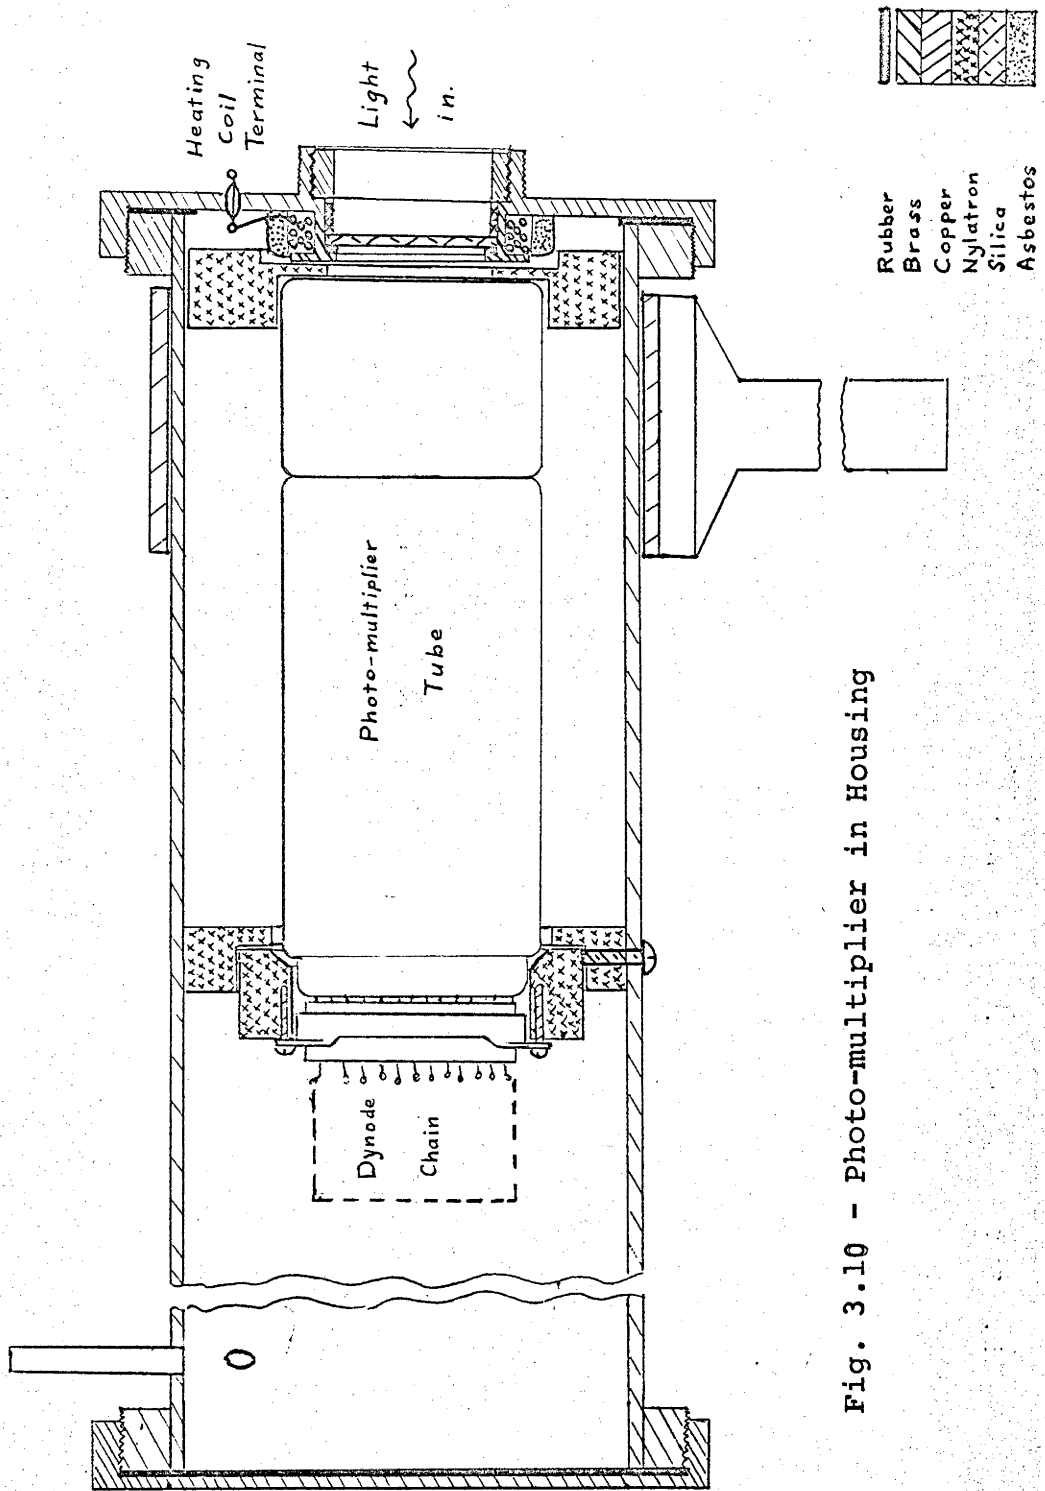 Heating
Coil
Terminal
Light
in.
Photo-multiplier
Tube
Dynode
Chain
Rubber
Brass
Copper
Nylatron
Silica
Asbestos
Fig. 3.10 - Photo-multiplier in Housing